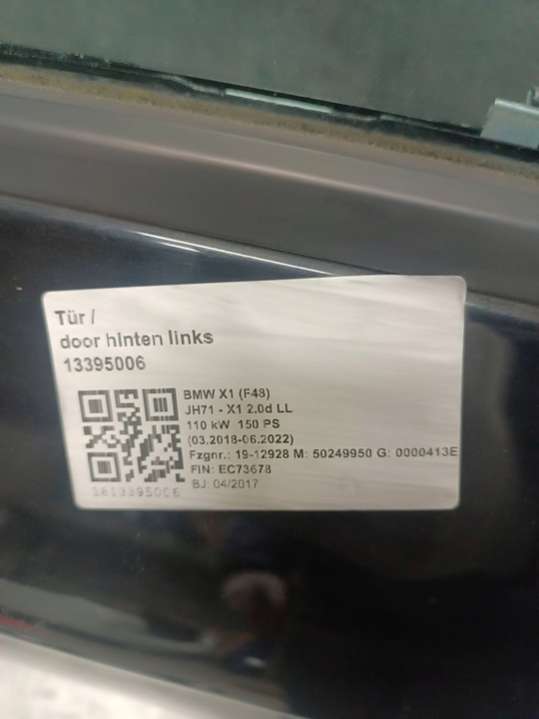 Tür /
door hinten links
13395006
BMW X1 (F48)
JH71 - X1 2.0d LL
110 kW 150 PS
(03.2018-06.2022)
Fzgnr.: 19-12928 M: 50249950 G: 0000413E
FIN: EC73678
BJ: 04/2017